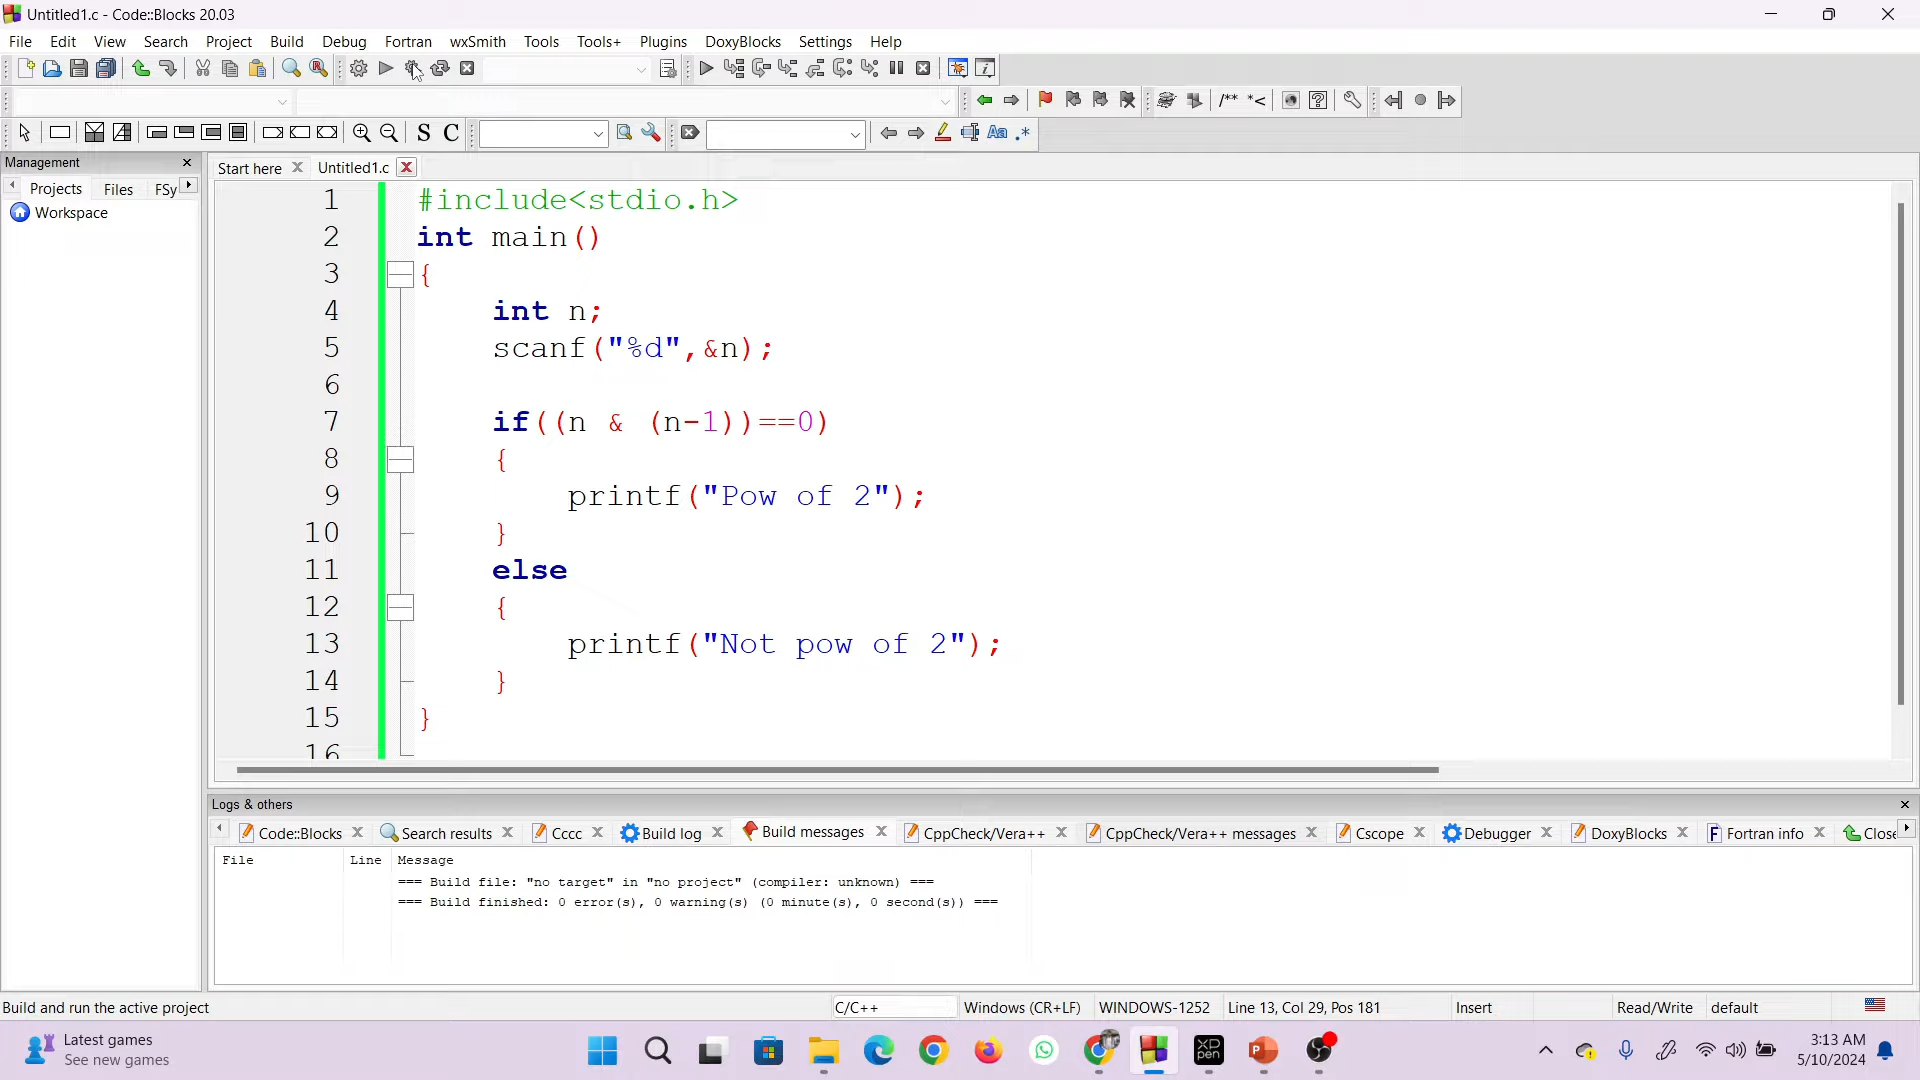 Untitled1.c - Code::Blocks 20.03
File Edit View Search Project Build Debug Fortran wxSmith Tools Tools+ Plugins DoxyBlocks Settings Help
/** *<
S C
Aa .*
Management
Start here Untitled1.c
Projects Files FSy
Workspace
1 #include<stdio.h>
2 int main()
3 {
4 int n;
5 scanf("%d",&n);
6
7 if((n & (n-1))==0)
8 {
9 printf("Pow of 2");
10 }
11 else
12 {
13 printf("Not pow of 2");
14 }
15 }
16
Logs & others
Code::Blocks Search results Cccc Build log Build messages CppCheck/Vera++ CppCheck/Vera++ messages Cscope Debugger DoxyBlocks Fortran info Close
File Line Message
=== Build file: "no target" in "no project" (compiler: unknown) ===
=== Build finished: 0 error(s), 0 warning(s) (0 minute(s), 0 second(s)) ===
Build and run the active project C/C++ Windows (CR+LF) WINDOWS-1252 Line 13, Col 29, Pos 181 Insert Read/Write default
Latest games
See new games
XP
PEN
3:13 AM
5/10/2024